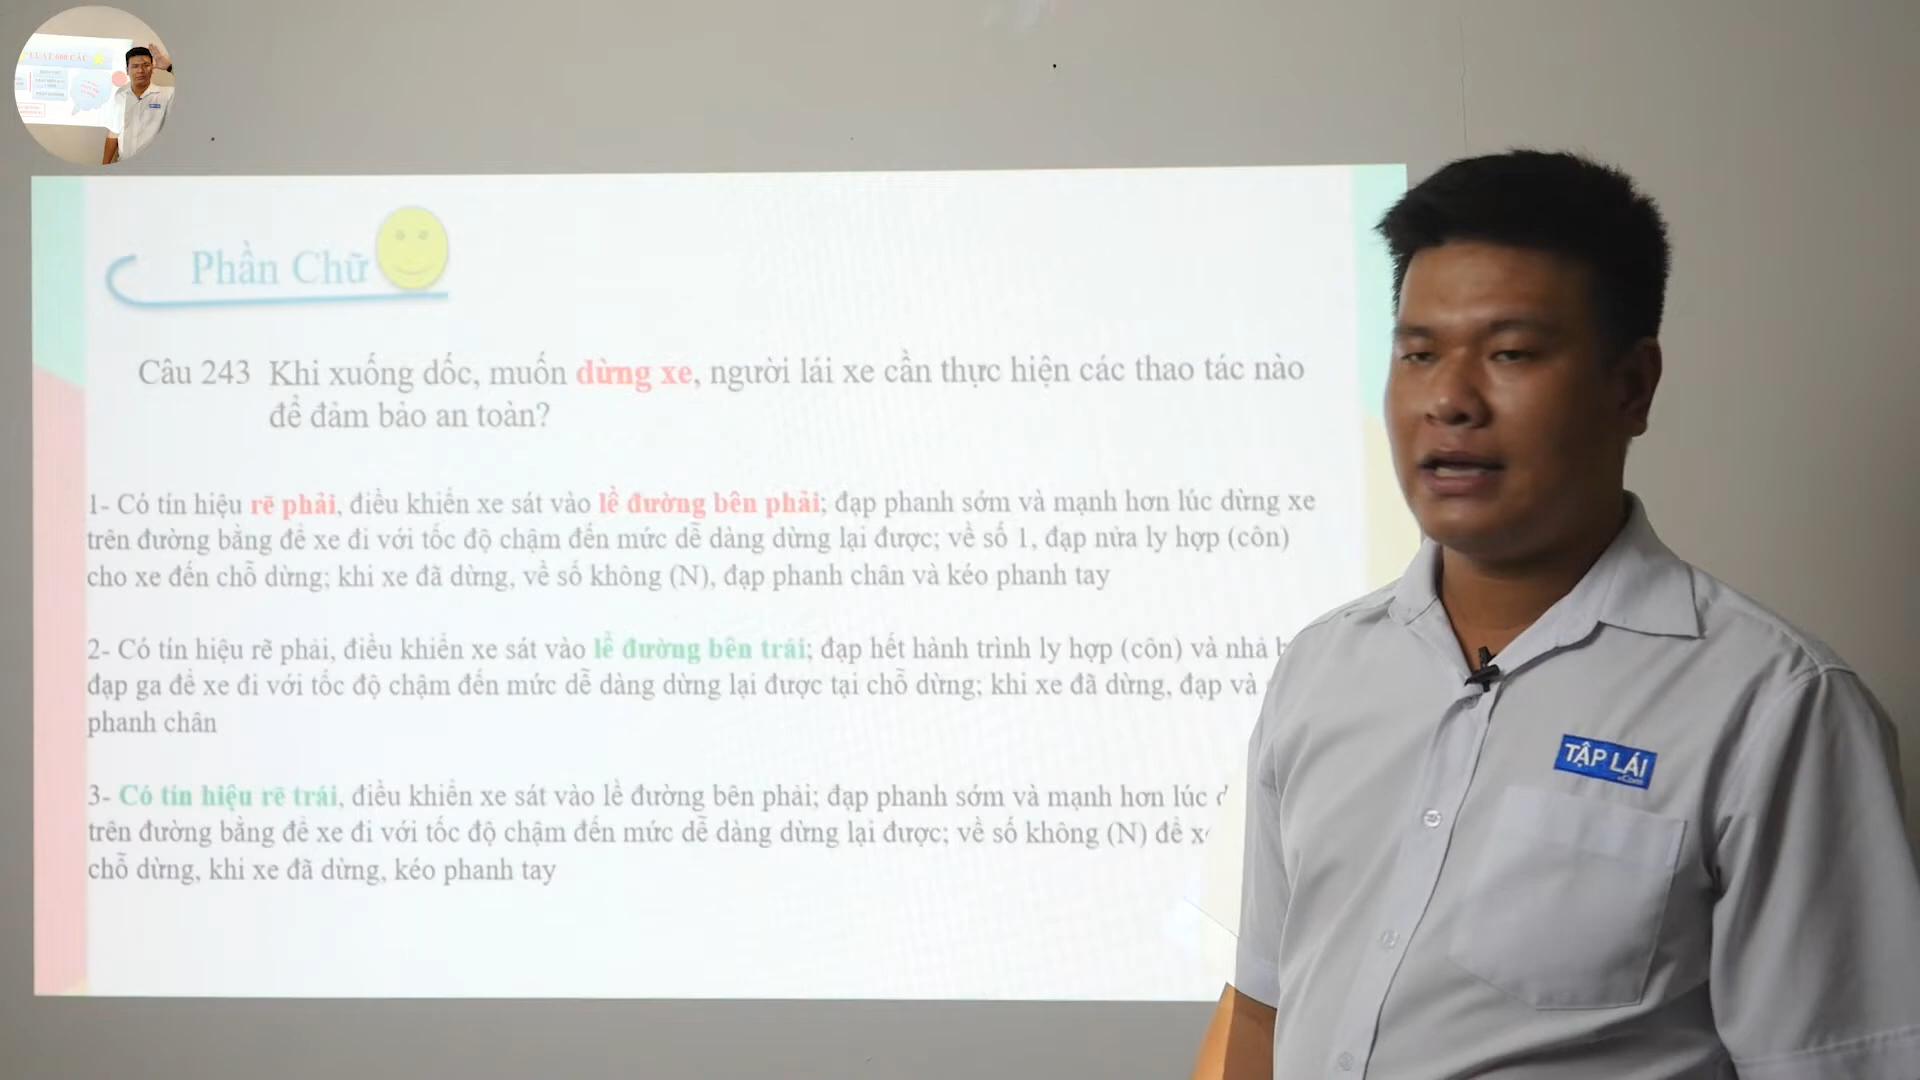 LUẬT 600 CÂU
Phần Chữ
Câu 243 Khi xuống dốc, muốn dừng xe, người lái xe cần thực hiện các thao tác nào
để đảm bảo an toàn?
1- Có tín hiệu rẽ phải, điều khiển xe sát vào lề đường bên phải; đạp phanh sớm và mạnh hơn lúc dừng xe
trên đường bằng để xe đi với tốc độ chậm đến mức dễ dàng dừng lại được; về số 1, đạp nửa ly hợp (côn)
cho xe đến chỗ dừng; khi xe đã dừng, về số không (N), đạp phanh chân và kéo phanh tay
2- Có tín hiệu rẽ phải, điều khiển xe sát vào lề đường bên trái; đạp hết hành trình ly hợp (côn) và nhả
đạp ga để xe đi với tốc độ chậm đến mức dễ dàng dừng lại được tại chỗ dừng; khi xe đã dừng, đạp và
phanh chân
3- Có tín hiệu rẽ trái, điều khiển xe sát vào lề đường bên phải; đạp phanh sớm và mạnh hơn lúc
trên đường bằng để xe đi với tốc độ chậm đến mức dễ dàng dừng lại được; về số không (N) để
chỗ dừng, khi xe đã dừng, kéo phanh tay
TẬP LÁI
.Com